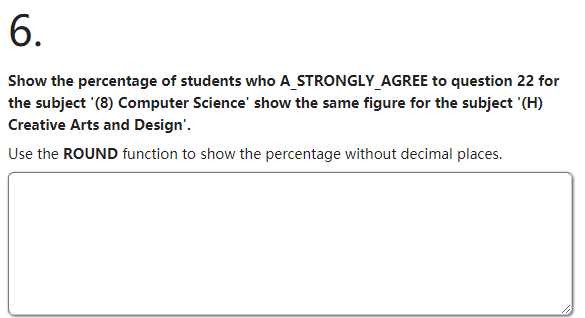 6.
Show the percentage of students who A_STRONGLY_AGREE to question 22 for
the subject '(8) Computer Science' show the same figure for the subject '(H)
Creative Arts and Design'.
Use the ROUND function to show the percentage without decimal places.